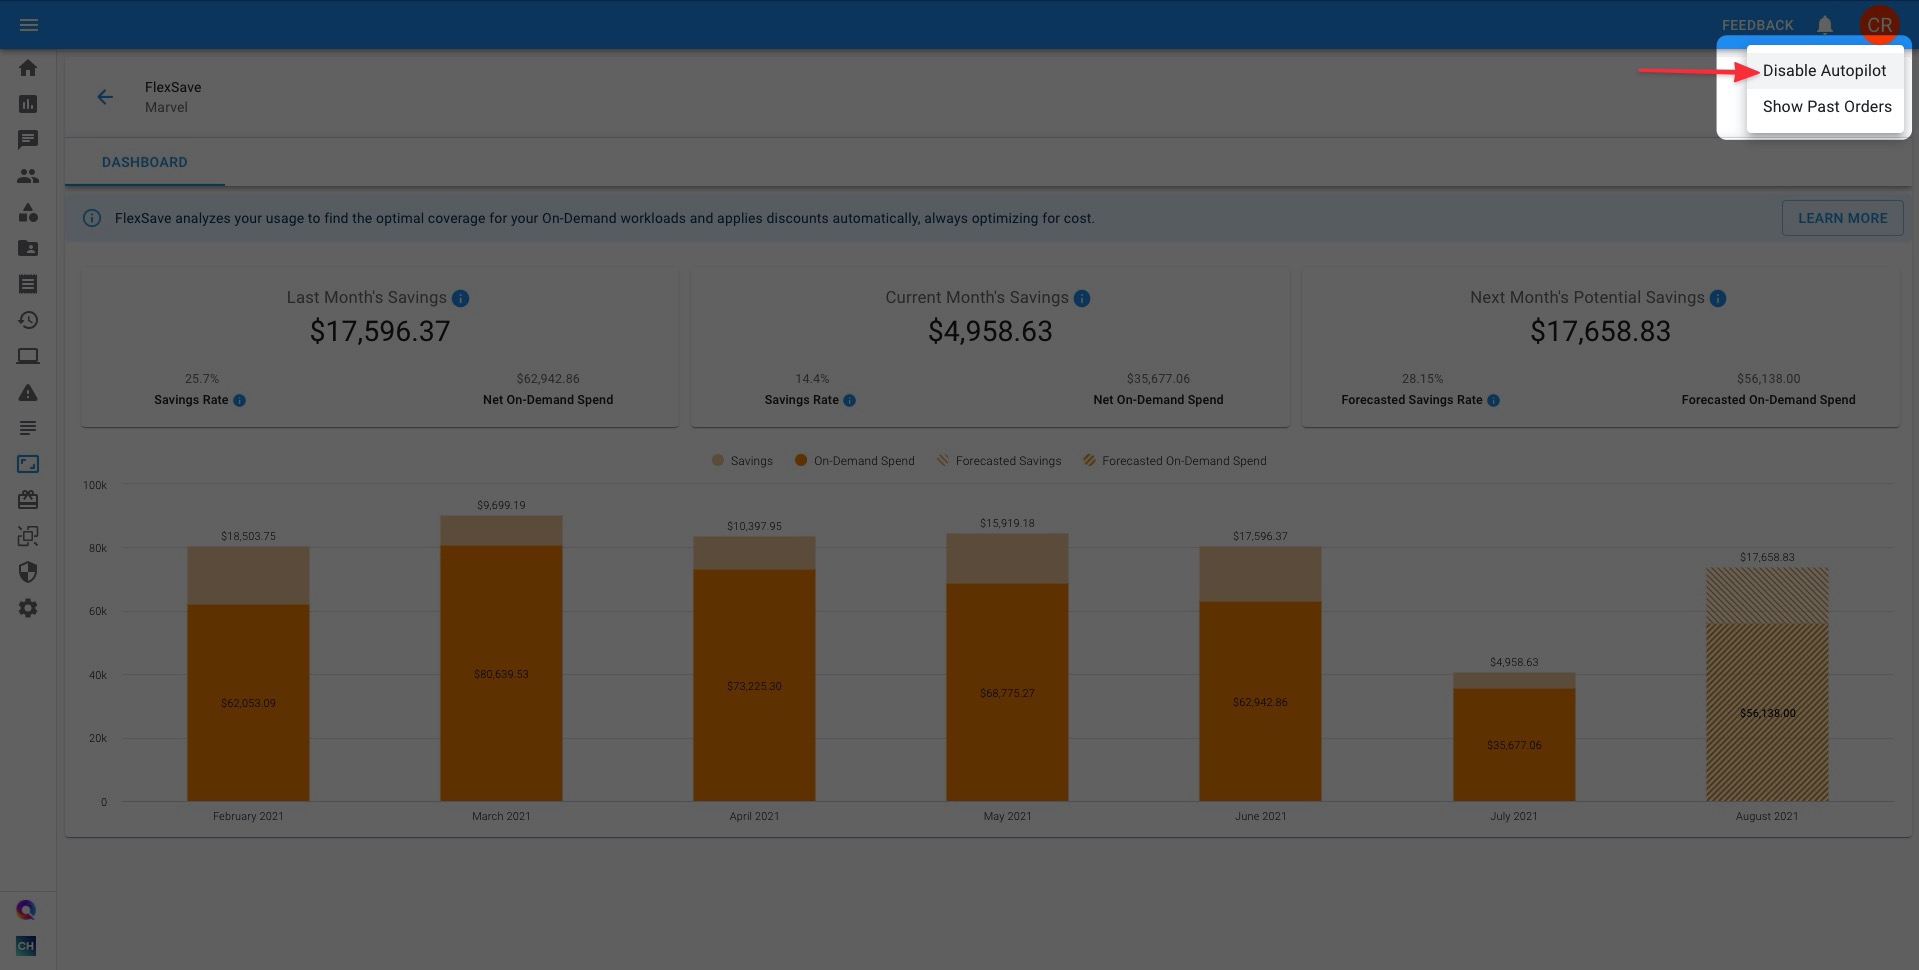 FEEDBACK
CR
Disable Autopilot
Show Past Orders
FlexSave
Marvel
DASHBOARD
FlexSave analyzes your usage to find the optimal coverage for your On-Demand workloads and applies discounts automatically, always optimizing for cost.
LEARN MORE
Last Month's Savings
$17,596.37
25.7%
Savings Rate
$62,942.86
Net On-Demand Spend
Current Month's Savings
$4,958.63
14.4%
Savings Rate
$35,677.06
Net On-Demand Spend
Next Month's Potential Savings
$17,658.83
28.15%
Forecasted Savings Rate
$56,138.00
Forecasted On-Demand Spend
Savings
On-Demand Spend
Forecasted Savings
Forecasted On-Demand Spend
100k
80k
60k
40k
20k
0
$18,503.75
$62,053.09
February 2021
$9,699.19
$80,639.53
March 2021
$10,397.95
$73,225.30
April 2021
$15,919.18
$68,775.27
May 2021
$17,596.37
$62,942.86
June 2021
$4,958.63
$35,677.06
July 2021
$17,658.83
$56,138.00
August 2021
CH